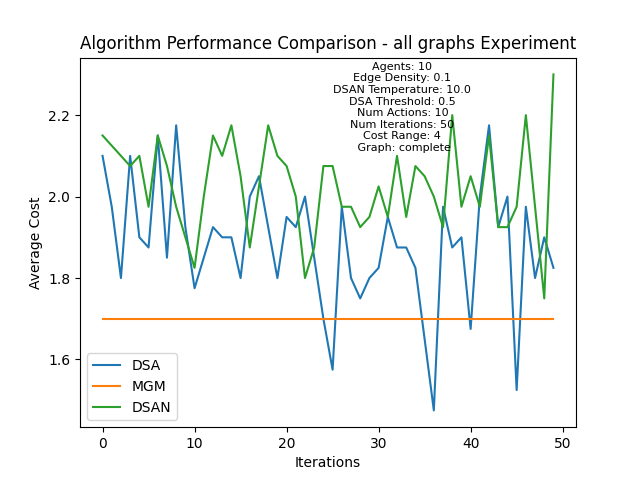 Algorithm Performance Comparison - all graphs Experiment
Agents: 10
Edge Density: 0.1
DSAN Temperature: 10.0
DSA Threshold: 0.5
Num Actions: 10
Num Iterations: 50
Cost Range: 4
Graph: complete
2.2
2.0
1.8
1.6
Average Cost
DSA
MGM
DSAN
0 10 20 30 40 50
Iterations